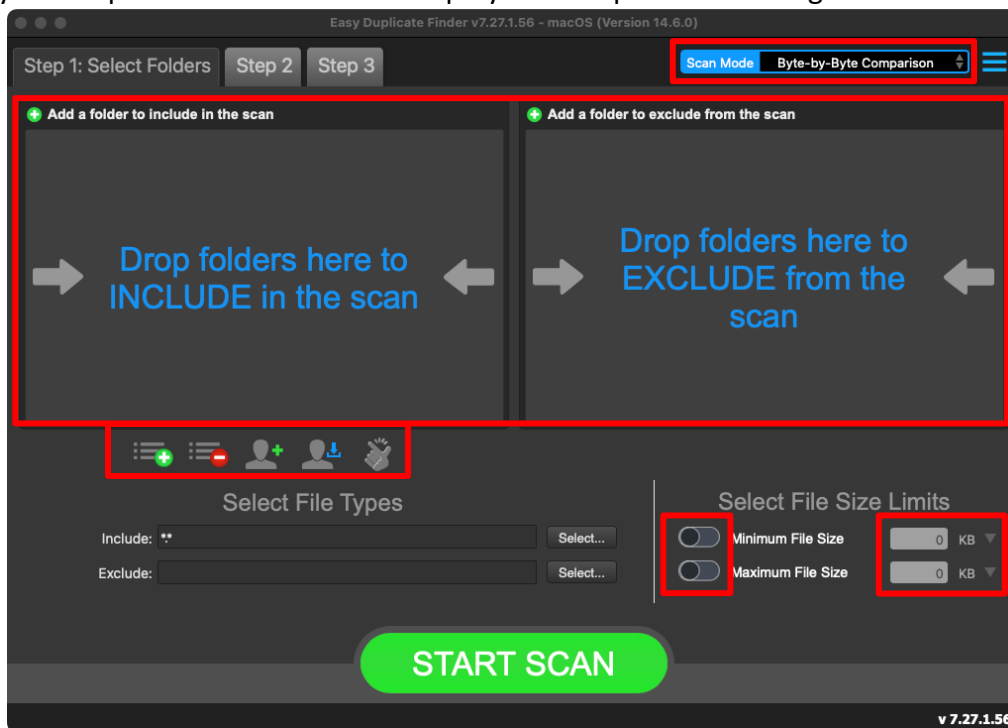 Easy Duplicate Finder v7.27.1.56 - macOS (Version 14.6.0)
Step 1: Select Folders Step 2 Step 3 Scan Mode Byte-by-Byte Comparison
Add a folder to include in the scan Add a folder to exclude from the scan
Drop folders here to
INCLUDE in the scan
Drop folders here to
EXCLUDE from the
scan
Select File Types
Include: *.*
Select...
Exclude:
Select...
Select File Size Limits
Minimum File Size 0 KB
Maximum File Size 0 KB
START SCAN
v 7.27.1.56